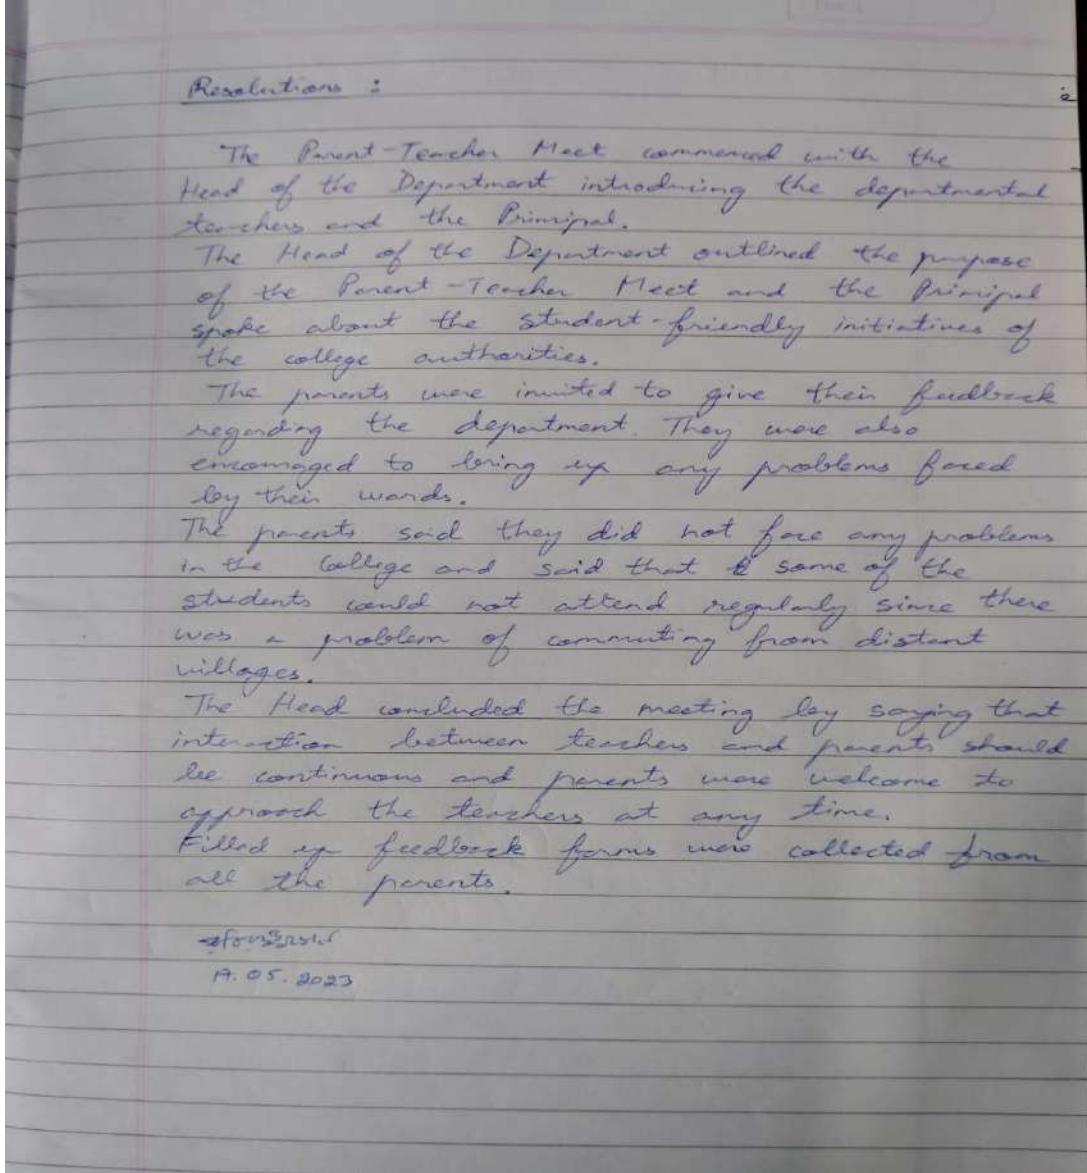 Resolutions :
The Parent-Teacher Meet commenced with the
Head of the Department introducing the departmental
teachers and the Principal.
The Head of the Department outlined the purpose
of the Parent-Teacher Meet and the Principal
spoke about the student-friendly initiatives of
the college authorities.
The parents were invited to give their feedback
regarding the department. They were also
encouraged to bring up any problems faced
by their wards.
The parents said they did not face any problems
in the College and said that some of the
students could not attend regularly since there
was a problem of commuting from distant
villages.
The Head concluded the meeting by saying that
interaction between teachers and parents should
be continuous and parents were welcome to
approach the teachers at any time.
Filled up feedback forms were collected from
all the parents.
17.05.2023